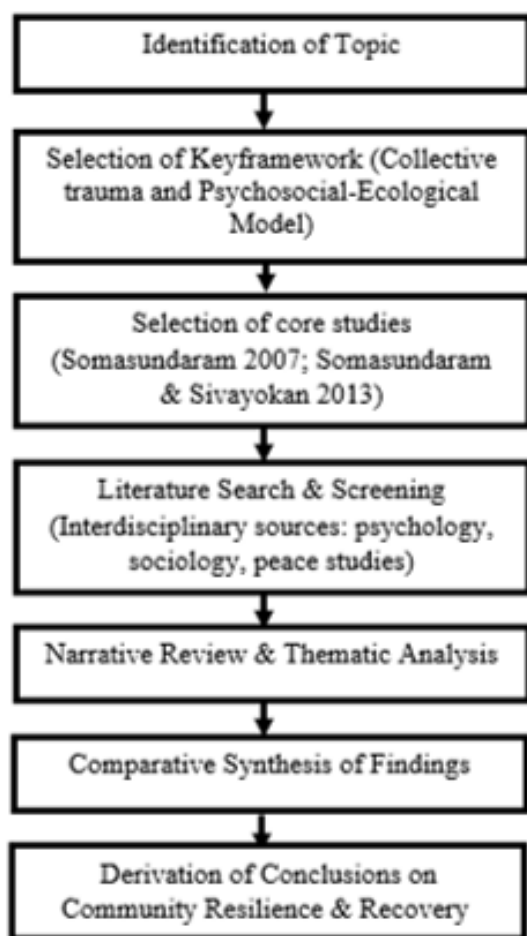 Identification of Topic
Selection of Keyframework (Collective
trauma and Psychosocial-Ecological
Model)
Selection of core studies
(Somasundaram 2007; Somasundaram
& Sivayokan 2013)
Literature Search & Screening
(Interdisciplinary sources: psychology,
sociology, peace studies)
Narrative Review & Thematic Analysis
Comparative Synthesis of Findings
Derivation of Conclusions on
Community Resilience & Recovery